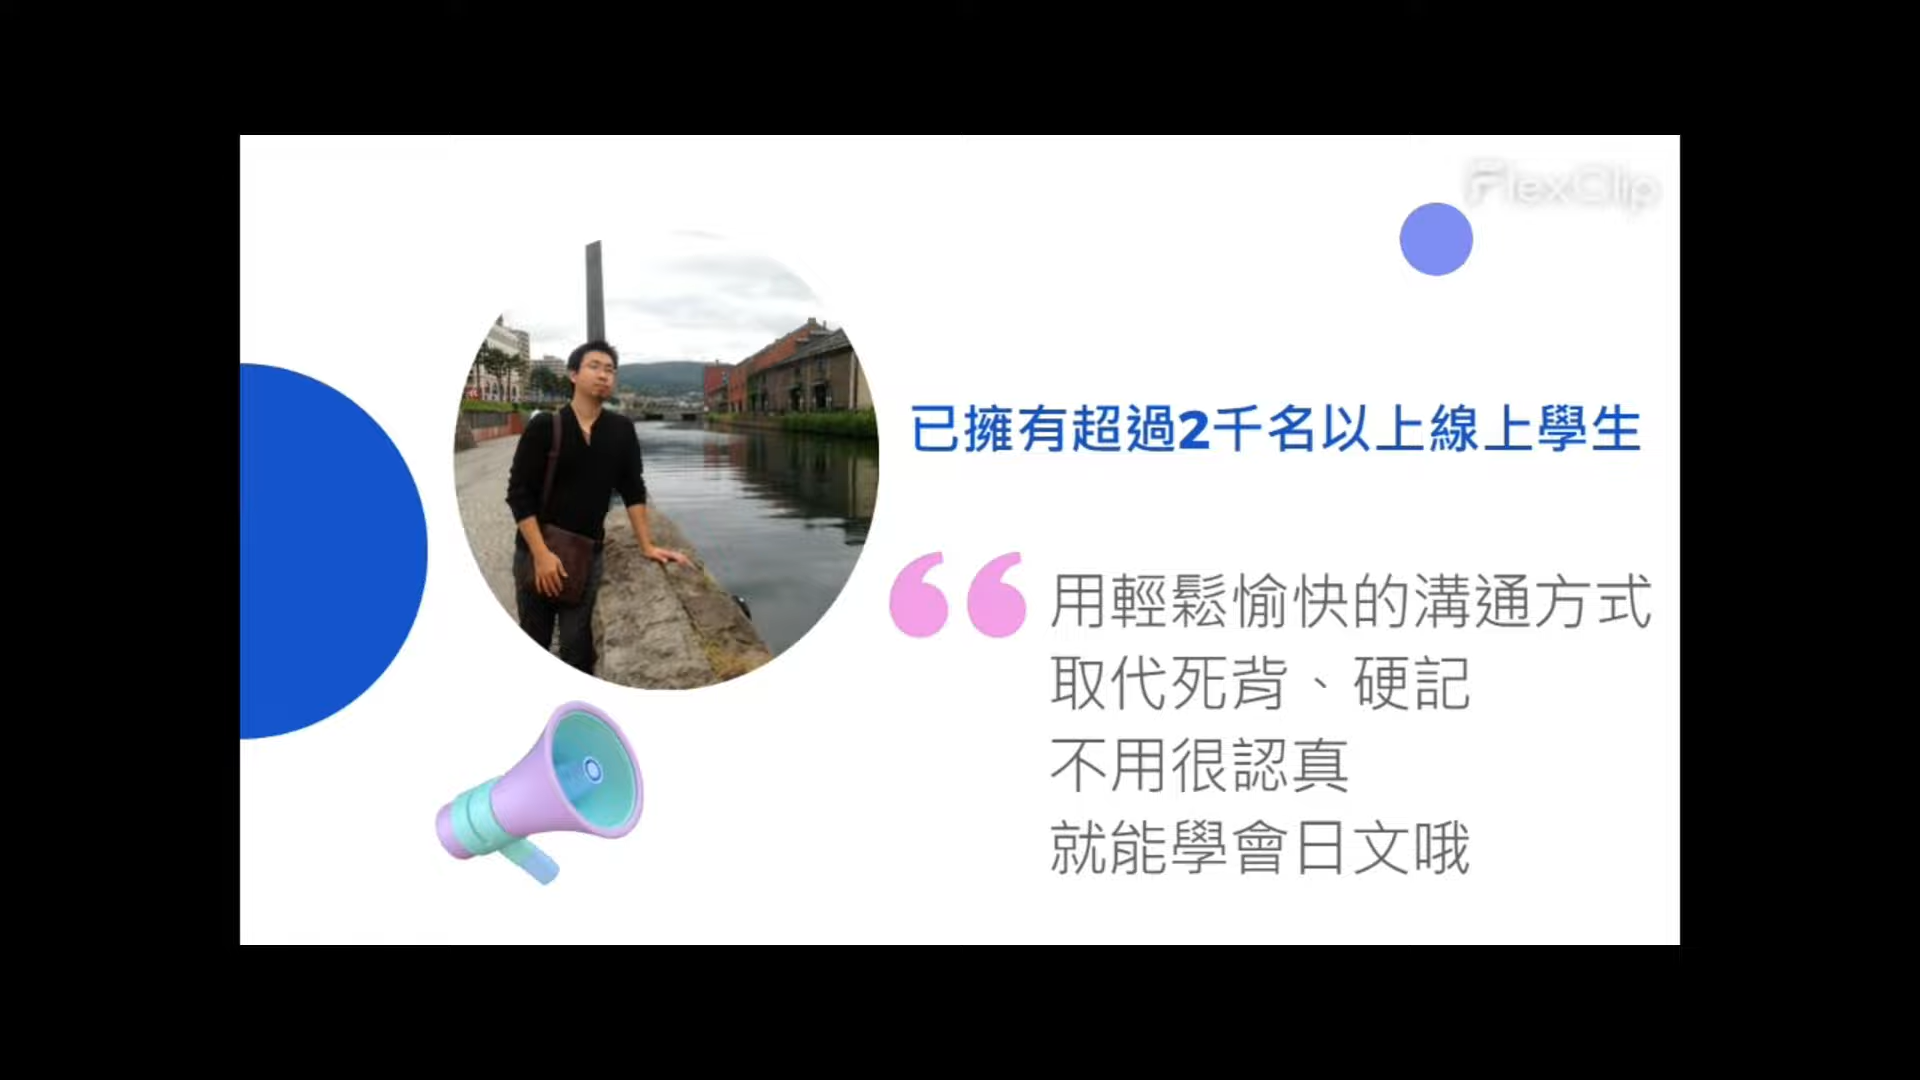 FlexClip
已擁有超過2千名以上線上學生
用輕鬆愉快的溝通方式
取代死背、硬記
不用很認真
就能學會日文哦